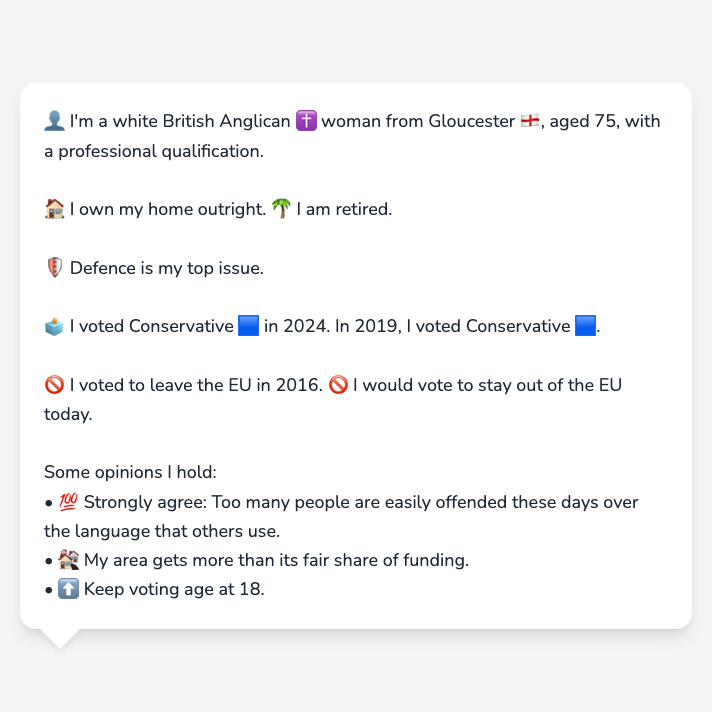 👤 I'm a white British Anglican ✝️ woman from Gloucester 🏴󠁧󠁢󠁥󠁮󠁧󠁿, aged 75, with
a professional qualification.
🏠 I own my home outright. 🌴 I am retired.
🛡️ Defence is my top issue.
🗳️ I voted Conservative 🟦 in 2024. In 2019, I voted Conservative 🟦.
🚫 I voted to leave the EU in 2016. 🚫 I would vote to stay out of the EU
today.
Some opinions I hold:
• 💯 Strongly agree: Too many people are easily offended these days over
the language that others use.
• 🏚️ My area gets more than its fair share of funding.
• ⬆️ Keep voting age at 18.